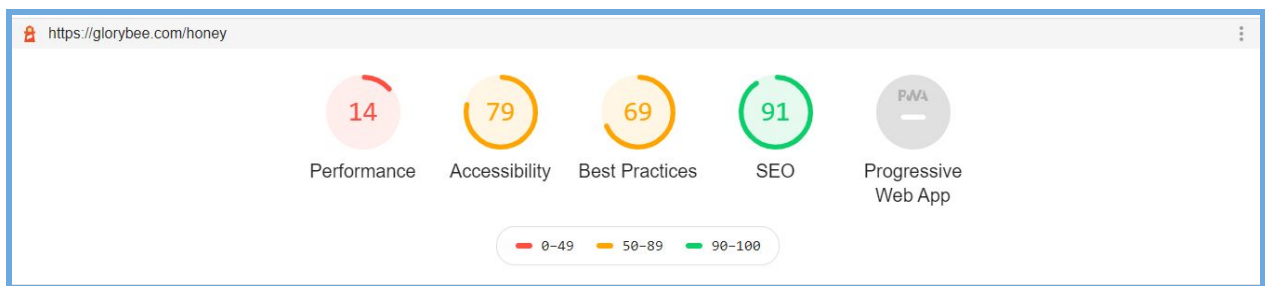 https://glorybee.com/honey
14
79
69
91
PWA
Performance
Accessibility
Best Practices
SEO
Progressive
Web App
0–49
50–89
90–100